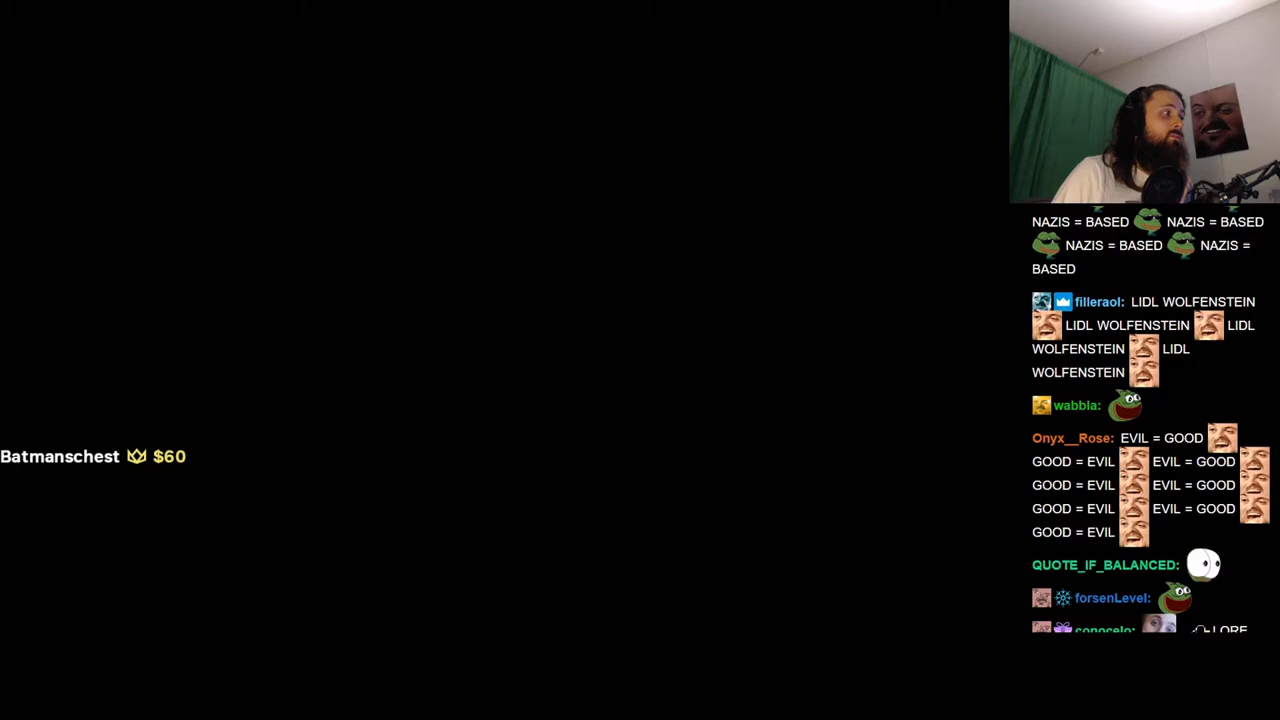 NAZIS = BASED NAZIS = BASED
NAZIS = BASED NAZIS =
BASED
filleraol: LIDL WOLFENSTEIN
LIDL WOLFENSTEIN LIDL
WOLFENSTEIN LIDL
WOLFENSTEIN
wabbla:
Batmanschest $60
Onyx__Rose: EVIL = GOOD
GOOD = EVIL EVIL = GOOD
GOOD = EVIL EVIL = GOOD
GOOD = EVIL EVIL = GOOD
GOOD = EVIL
QUOTE_IF_BALANCED:
forsenLevel:
conocelo: LORE